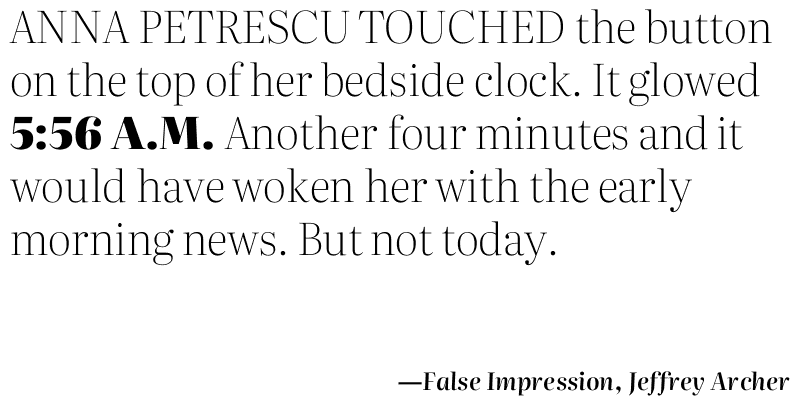 ANNA PETRESCU TOUCHED the button
on the top of her bedside clock. It glowed
5:56 A.M. Another four minutes and it
would have woken her with the early
morning news. But not today.
—False Impression, Jeffrey Archer